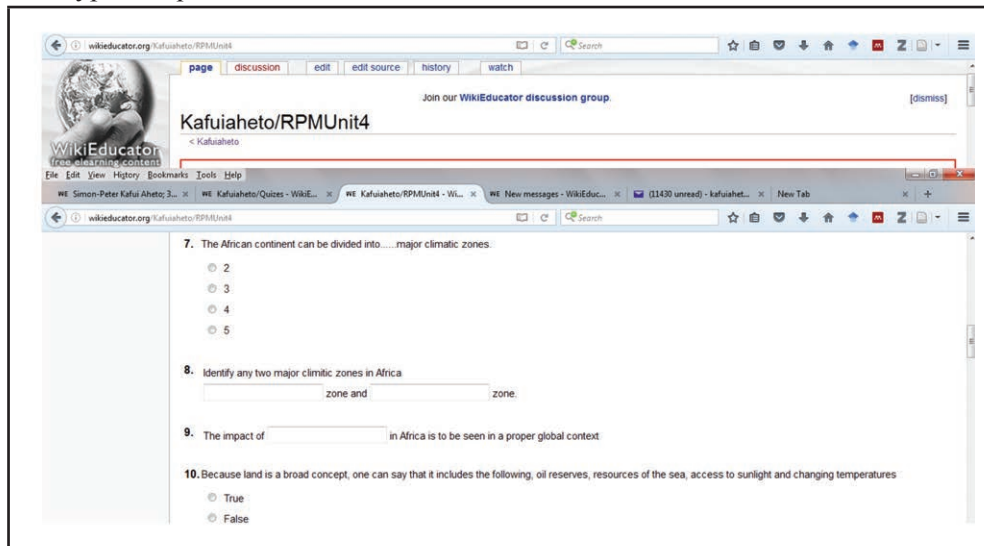 wikieducator.org/Kafuiaheto/RPMUnit4
Search
page discussion edit edit source history watch
Join our WikiEducator discussion group.
[dismiss]
Kafuiaheto/RPMUnit4
< Kafuiaheto
WikiEducator
free elearning content
File Edit View History Bookmarks Tools Help
WE Simon-Peter Kafui Aheto; 3... WE Kafuiaheto/Quizes - WikiE... WE Kafuiaheto/RPMUnit4 - Wi... WE New messages - WikiEduc... (11430 unread) - kafuiahet... New Tab
wikieducator.org/Kafuiaheto/RPMUnit4
Search
7. The African continent can be divided into......major climatic zones.
2
3
4
5
8. Identify any two major climitic zones in Africa
zone and zone.
9. The impact of in Africa is to be seen in a proper global context
10. Because land is a broad concept, one can say that it includes the following, oil reserves, resources of the sea, access to sunlight and changing temperatures
True
False